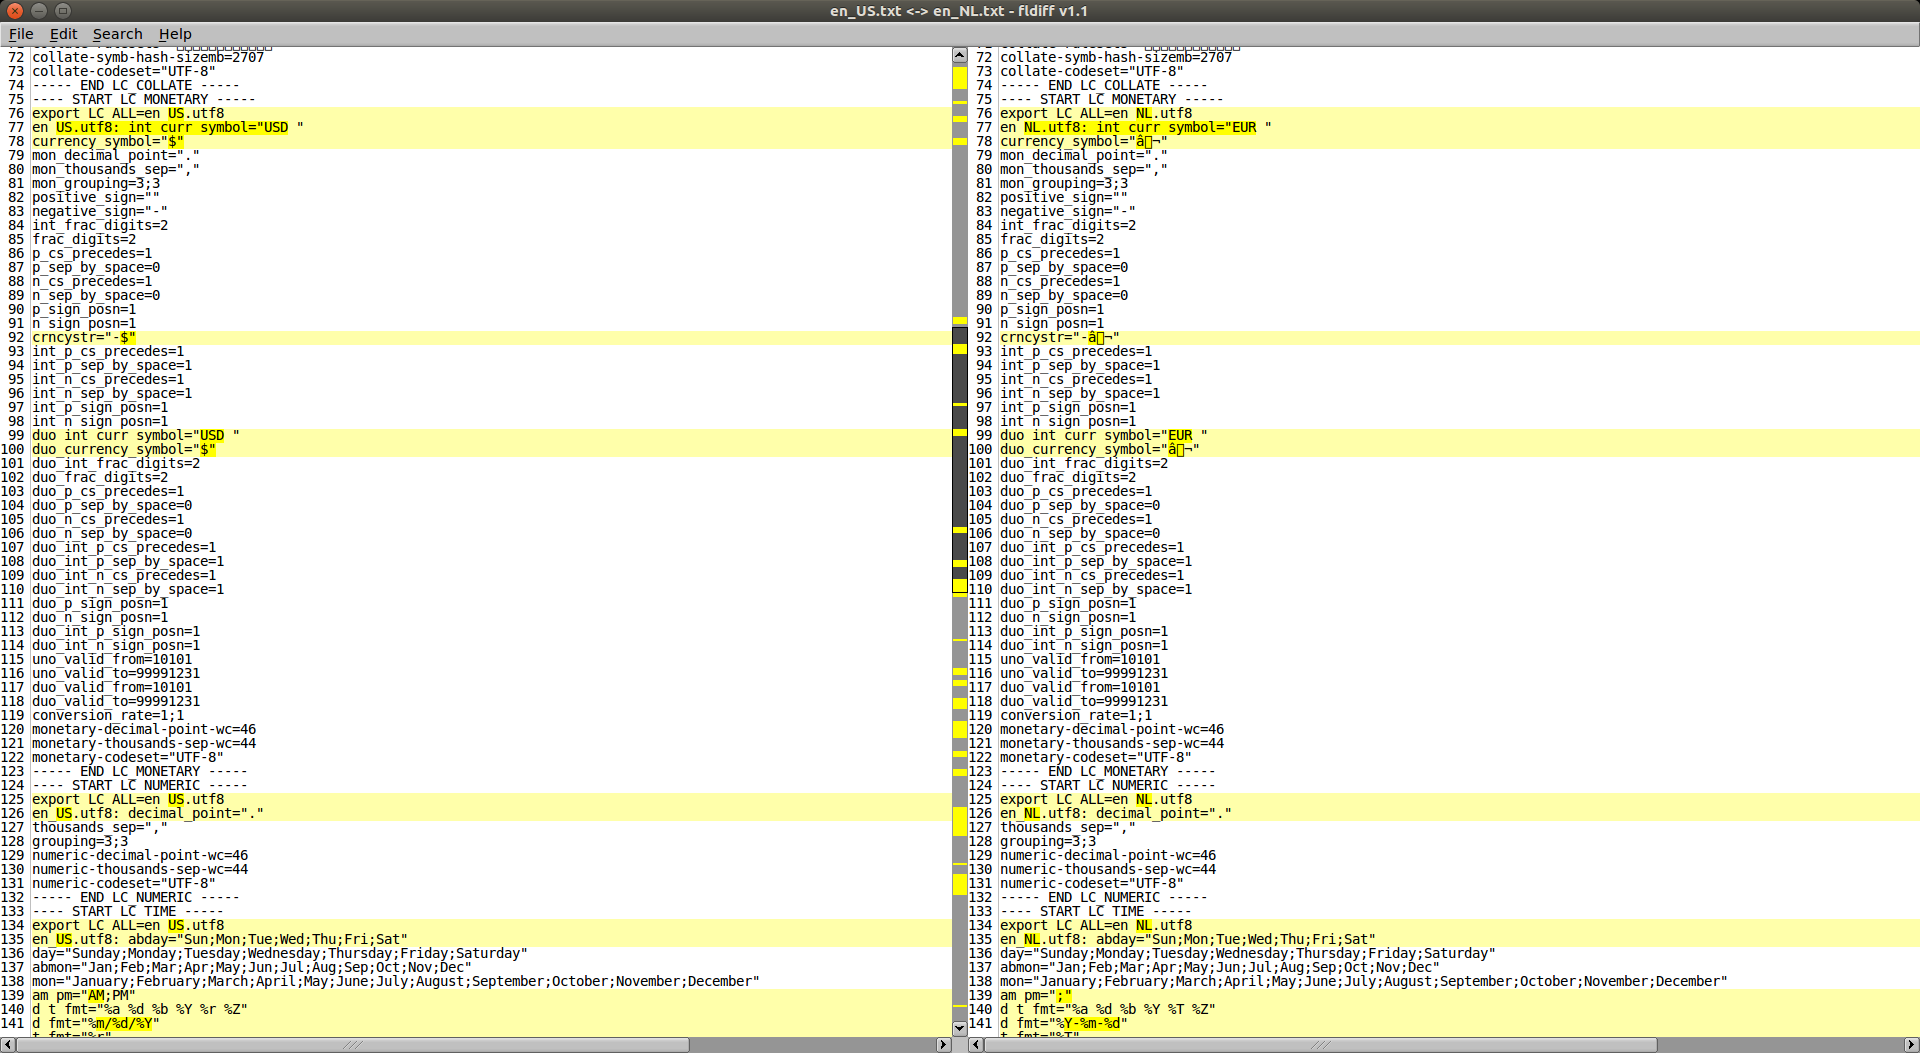 en_US.txt <-> en_NL.txt - fldiff v1.1
File Edit Search Help
72 collate-symb-hash-sizemb=2707
73 collate-codeset="UTF-8"
74 ----- END LC_COLLATE -----
75 ---- START LC_MONETARY -----
76 export LC_ALL=en_US.utf8
77 en_US.utf8: int_curr_symbol="USD "
78 currency_symbol="$"
79 mon_decimal_point="."
80 mon_thousands_sep=","
81 mon_grouping=3;3
82 positive_sign=""
83 negative_sign="-"
84 int_frac_digits=2
85 frac_digits=2
86 p_cs_precedes=1
87 p_sep_by_space=0
88 n_cs_precedes=1
89 n_sep_by_space=0
90 p_sign_posn=1
91 n_sign_posn=1
92 crncystr="-$"
93 int_p_cs_precedes=1
94 int_p_sep_by_space=1
95 int_n_cs_precedes=1
96 int_n_sep_by_space=1
97 int_p_sign_posn=1
98 int_n_sign_posn=1
99 duo_int_curr_symbol="USD "
100 duo_currency_symbol="$"
101 duo_int_frac_digits=2
102 duo_frac_digits=2
103 duo_p_cs_precedes=1
104 duo_p_sep_by_space=0
105 duo_n_cs_precedes=1
106 duo_n_sep_by_space=0
107 duo_int_p_cs_precedes=1
108 duo_int_p_sep_by_space=1
109 duo_int_n_cs_precedes=1
110 duo_int_n_sep_by_space=1
111 duo_p_sign_posn=1
112 duo_n_sign_posn=1
113 duo_int_p_sign_posn=1
114 duo_int_n_sign_posn=1
115 uno_valid_from=10101
116 uno_valid_to=99991231
117 duo_valid_from=10101
118 duo_valid_to=99991231
119 conversion_rate=1;1
120 monetary-decimal-point-wc=46
121 monetary-thousands-sep-wc=44
122 monetary-codeset="UTF-8"
123 ----- END LC_MONETARY -----
124 ---- START LC_NUMERIC -----
125 export LC_ALL=en_US.utf8
126 en_US.utf8: decimal_point="."
127 thousands_sep=","
128 grouping=3;3
129 numeric-decimal-point-wc=46
130 numeric-thousands-sep-wc=44
131 numeric-codeset="UTF-8"
132 ----- END LC_NUMERIC -----
133 ---- START LC_TIME -----
134 export LC_ALL=en_US.utf8
135 en_US.utf8: abday="Sun;Mon;Tue;Wed;Thu;Fri;Sat"
136 day="Sunday;Monday;Tuesday;Wednesday;Thursday;Friday;Saturday"
137 abmon="Jan;Feb;Mar;Apr;May;Jun;Jul;Aug;Sep;Oct;Nov;Dec"
138 mon="January;February;March;April;May;June;July;August;September;October;November;December"
139 am_pm="AM;PM"
140 d_t_fmt="%a %d %b %Y %r %Z"
141 d_fmt="%m/%d/%Y"
t_fmt="%r"
72 collate-symb-hash-sizemb=2707
73 collate-codeset="UTF-8"
74 ----- END LC_COLLATE -----
75 ---- START LC_MONETARY -----
76 export LC_ALL=en_NL.utf8
77 en_NL.utf8: int_curr_symbol="EUR "
78 currency_symbol="â▯¬"
79 mon_decimal_point="."
80 mon_thousands_sep=","
81 mon_grouping=3;3
82 positive_sign=""
83 negative_sign="-"
84 int_frac_digits=2
85 frac_digits=2
86 p_cs_precedes=1
87 p_sep_by_space=0
88 n_cs_precedes=1
89 n_sep_by_space=0
90 p_sign_posn=1
91 n_sign_posn=1
92 crncystr="-â▯¬"
93 int_p_cs_precedes=1
94 int_p_sep_by_space=1
95 int_n_cs_precedes=1
96 int_n_sep_by_space=1
97 int_p_sign_posn=1
98 int_n_sign_posn=1
99 duo_int_curr_symbol="EUR "
100 duo_currency_symbol="â▯¬"
101 duo_int_frac_digits=2
102 duo_frac_digits=2
103 duo_p_cs_precedes=1
104 duo_p_sep_by_space=0
105 duo_n_cs_precedes=1
106 duo_n_sep_by_space=0
107 duo_int_p_cs_precedes=1
108 duo_int_p_sep_by_space=1
109 duo_int_n_cs_precedes=1
110 duo_int_n_sep_by_space=1
111 duo_p_sign_posn=1
112 duo_n_sign_posn=1
113 duo_int_p_sign_posn=1
114 duo_int_n_sign_posn=1
115 uno_valid_from=10101
116 uno_valid_to=99991231
117 duo_valid_from=10101
118 duo_valid_to=99991231
119 conversion_rate=1;1
120 monetary-decimal-point-wc=46
121 monetary-thousands-sep-wc=44
122 monetary-codeset="UTF-8"
123 ----- END LC_MONETARY -----
124 ---- START LC_NUMERIC -----
125 export LC_ALL=en_NL.utf8
126 en_NL.utf8: decimal_point="."
127 thousands_sep=","
128 grouping=3;3
129 numeric-decimal-point-wc=46
130 numeric-thousands-sep-wc=44
131 numeric-codeset="UTF-8"
132 ----- END LC_NUMERIC -----
133 ---- START LC_TIME -----
134 export LC_ALL=en_NL.utf8
135 en_NL.utf8: abday="Sun;Mon;Tue;Wed;Thu;Fri;Sat"
136 day="Sunday;Monday;Tuesday;Wednesday;Thursday;Friday;Saturday"
137 abmon="Jan;Feb;Mar;Apr;May;Jun;Jul;Aug;Sep;Oct;Nov;Dec"
138 mon="January;February;March;April;May;June;July;August;September;October;November;December"
139 am_pm=";"
140 d_t_fmt="%a %d %b %Y %T %Z"
141 d_fmt="%Y-%m-%d"
t_fmt="%T"